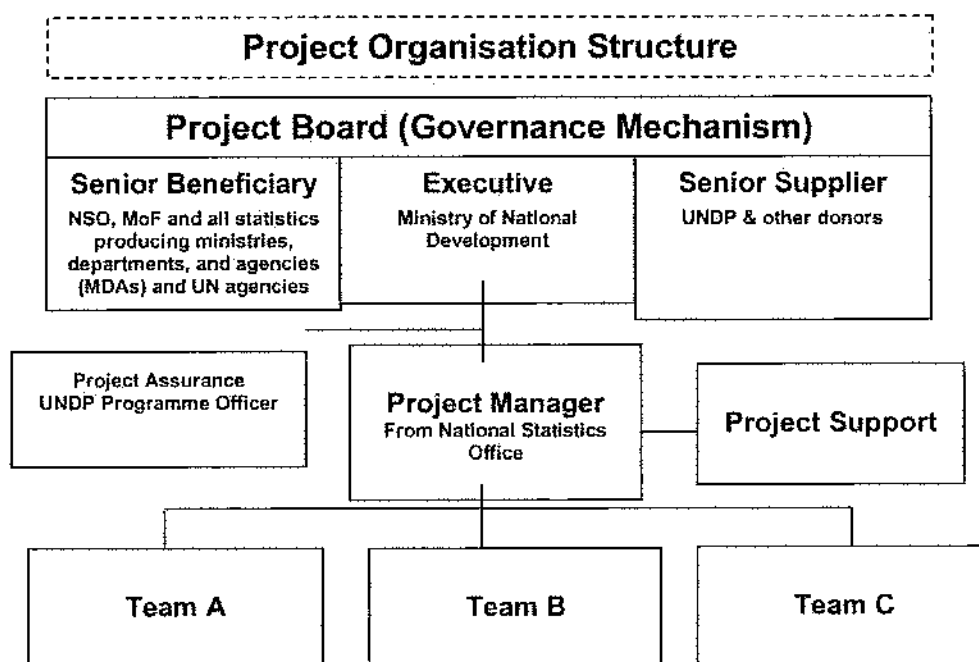 Project Organisation Structure
Project Board (Governance Mechanism)
Senior Beneficiary
NSO, MoF and all statistics
producing ministries,
departments, and agencies
(MDAs) and UN agencies
Executive
Ministry of National
Development
Senior Supplier
UNDP & other donors
Project Assurance
UNDP Programme Officer
Project Manager
From National Statistics
Office
Project Support
Team A
Team B
Team C